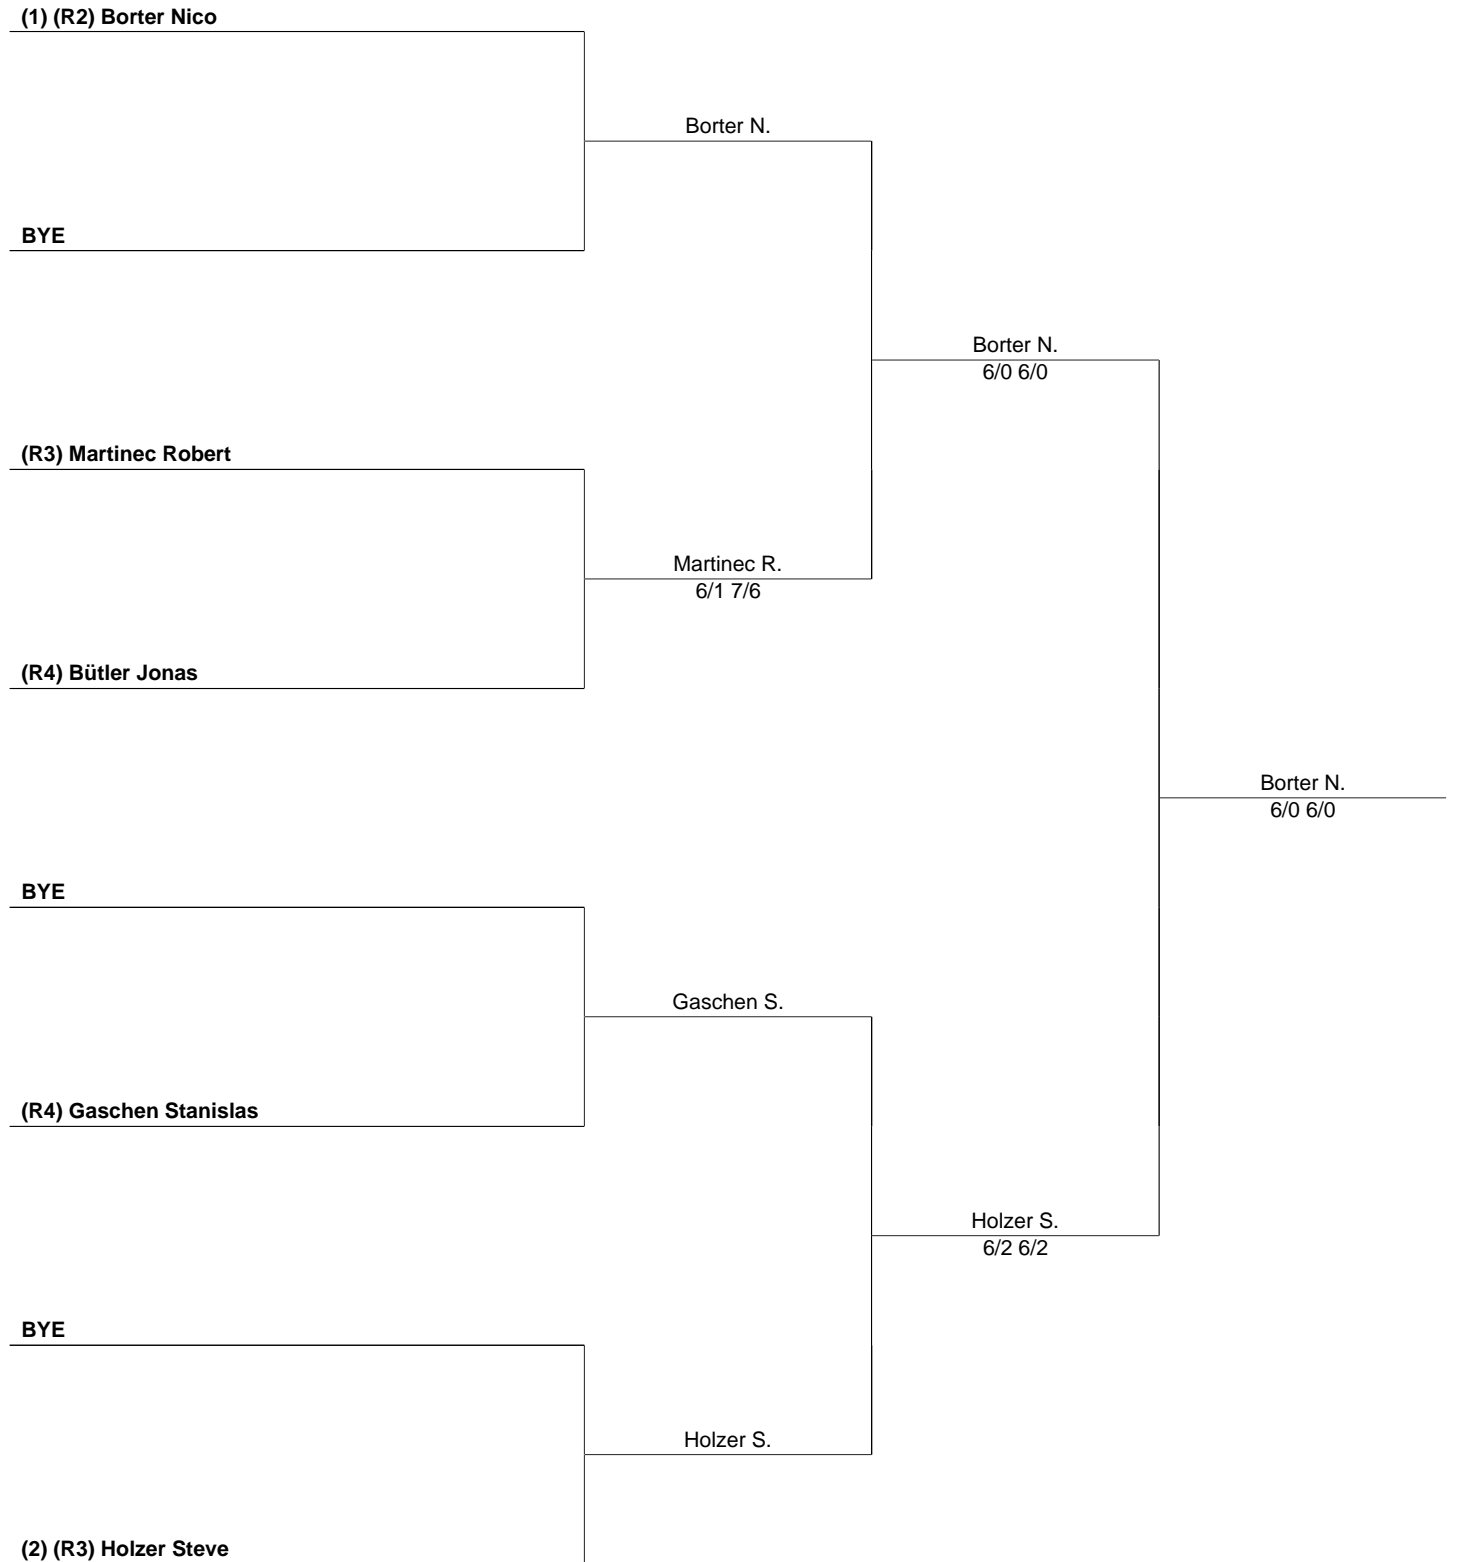 (1) (R2) Borter Nico
Borter N.
BYE
Borter N.
6/0 6/0
(R3) Martinec Robert
Martinec R.
6/1 7/6
(R4) Bütler Jonas
Borter N.
6/0 6/0
BYE
Gaschen S.
(R4) Gaschen Stanislas
Holzer S.
6/2 6/2
BYE
Holzer S.
(2) (R3) Holzer Steve